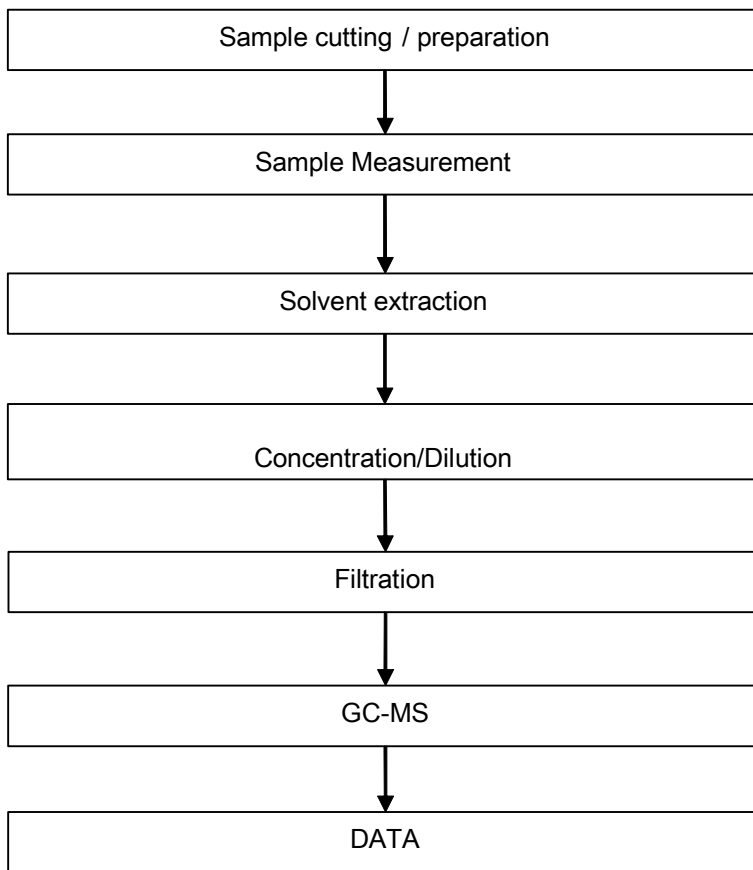 Sample cutting / preparation
Sample Measurement
Solvent extraction
Concentration/Dilution
Filtration
GC-MS
DATA